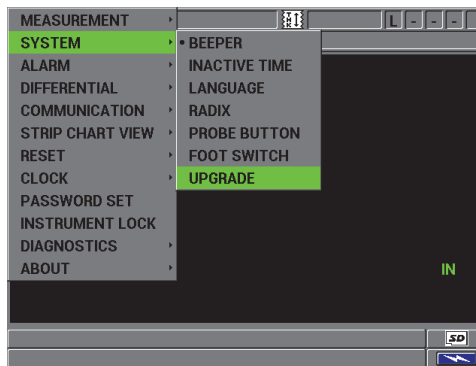 MEASUREMENT
SYSTEM
ALARM
DIFFERENTIAL
COMMUNICATION
STRIP CHART VIEW
RESET
CLOCK
PASSWORD SET
INSTRUMENT LOCK
DIAGNOSTICS
ABOUT
• BEEPER
INACTIVE TIME
LANGUAGE
RADIX
PROBE BUTTON
FOOT SWITCH
UPGRADE
L - - -
IN
SD